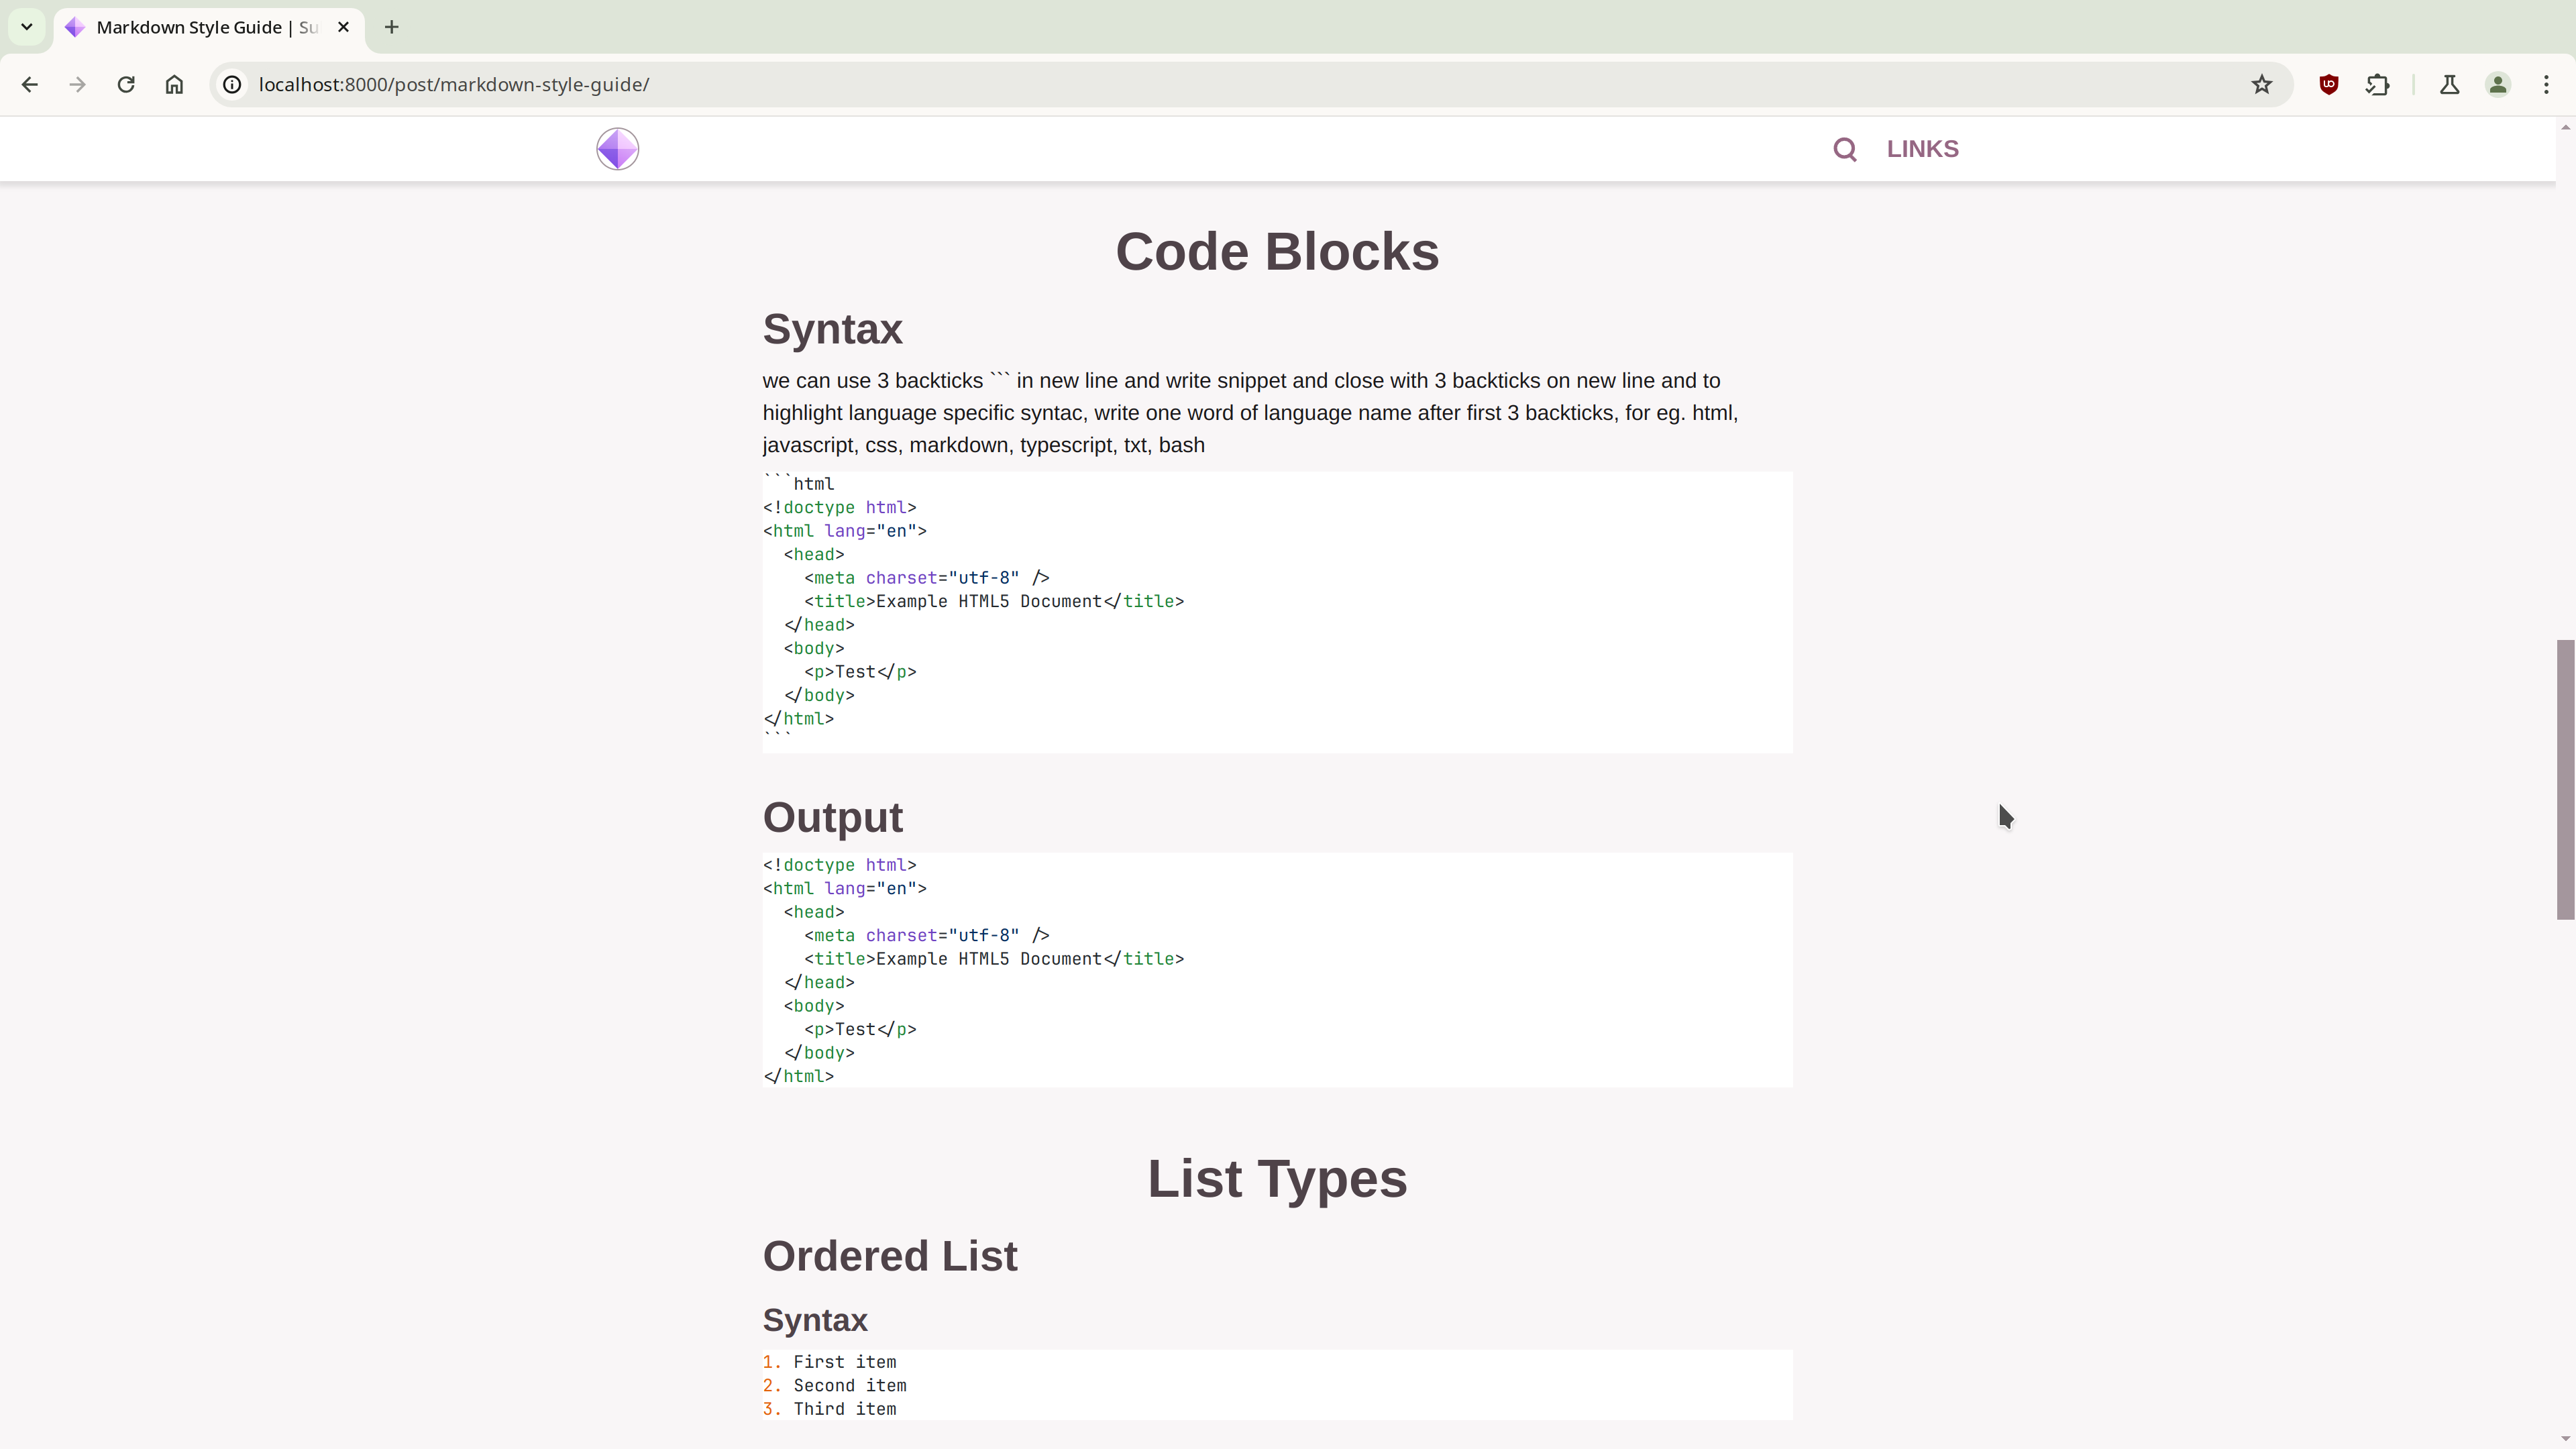 Markdown Style Guide | Su
localhost:8000/post/markdown-style-guide/
LINKS
Code Blocks
Syntax
we can use 3 backticks ``` in new line and write snippet and close with 3 backticks on new line and to
highlight language specific syntac, write one word of language name after first 3 backticks, for eg. html,
javascript, css, markdown, typescript, txt, bash
```html
<!doctype html>
<html lang="en">
  <head>
    <meta charset="utf-8" />
    <title>Example HTML5 Document</title>
  </head>
  <body>
    <p>Test</p>
  </body>
</html>
```
Output
<!doctype html>
<html lang="en">
  <head>
    <meta charset="utf-8" />
    <title>Example HTML5 Document</title>
  </head>
  <body>
    <p>Test</p>
  </body>
</html>
List Types
Ordered List
Syntax
1. First item
2. Second item
3. Third item